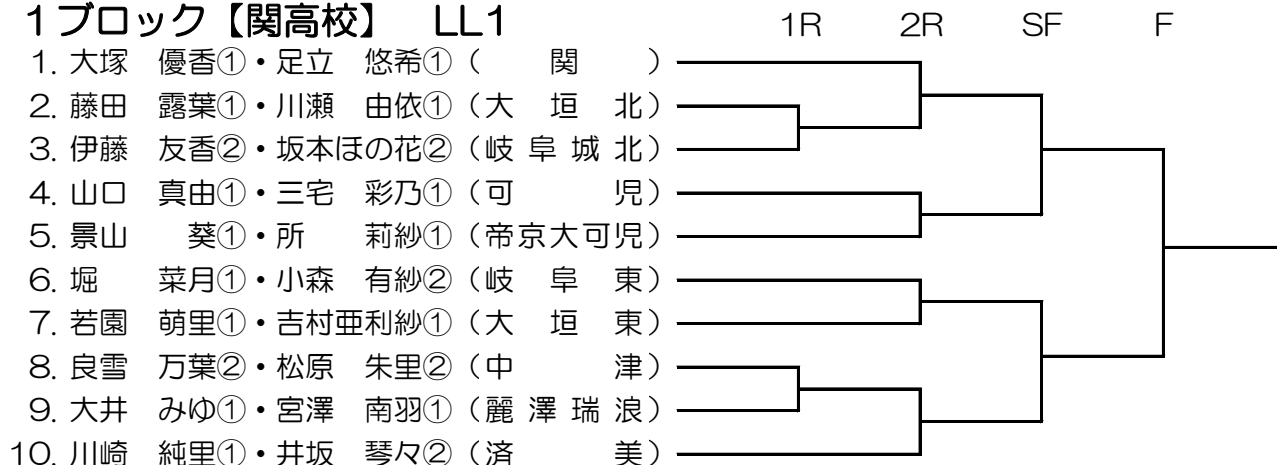 1ブロック【関高校】 LL1 1R 2R SF F
1. 大塚 優香①・足立 悠希①（ 関 ）
2. 藤田 露葉①・川瀬 由依①（大 垣 北）
3. 伊藤 友香②・坂本ほの花②（岐 阜 城 北）
4. 山口 真由①・三宅 彩乃①（可 児）
5. 景山 葵①・所 莉紗①（帝京大可児）
6. 堀 菜月①・小森 有紗②（岐 阜 東）
7. 若園 萌里①・吉村亜利紗①（大 垣 東）
8. 良雪 万葉②・松原 朱里②（中 津）
9. 大井 みゆ①・宮澤 南羽①（麗 澤 瑞 浪）
10. 川崎 純里①・井坂 琴々②（済 美）